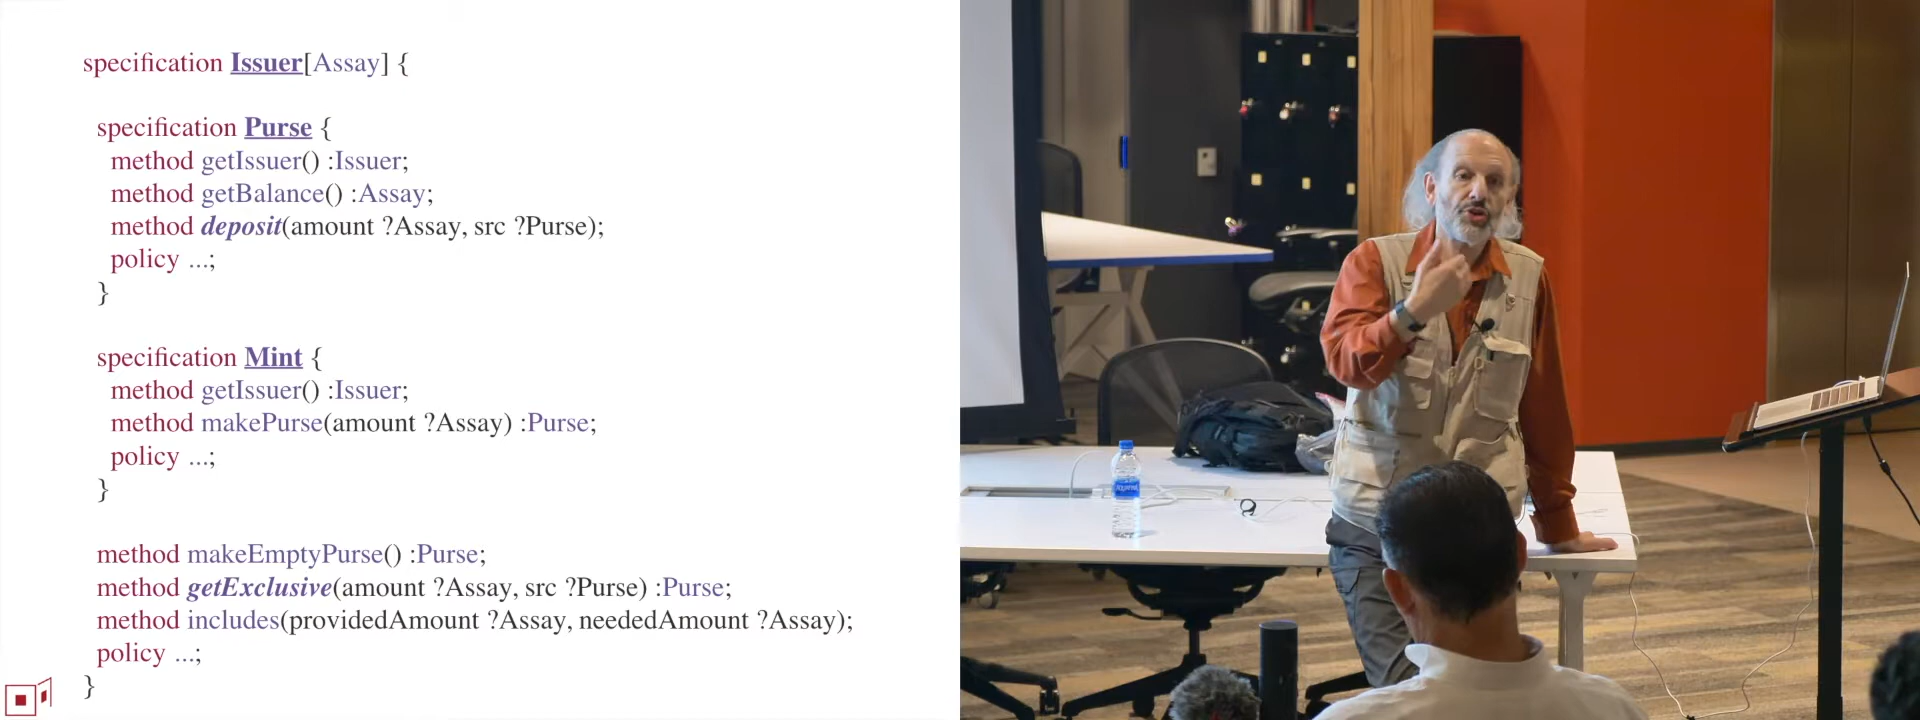 specification Issuer[Assay] {
specification Purse {
method getIssuer() :Issuer;
method getBalance() :Assay;
method deposit(amount ?Assay, src ?Purse);
policy ...;
}
specification Mint {
method getIssuer() :Issuer;
method makePurse(amount ?Assay) :Purse;
policy ...;
}
method makeEmptyPurse() :Purse;
method getExclusive(amount ?Assay, src ?Purse) :Purse;
method includes(providedAmount ?Assay, neededAmount ?Assay);
policy ...;
}